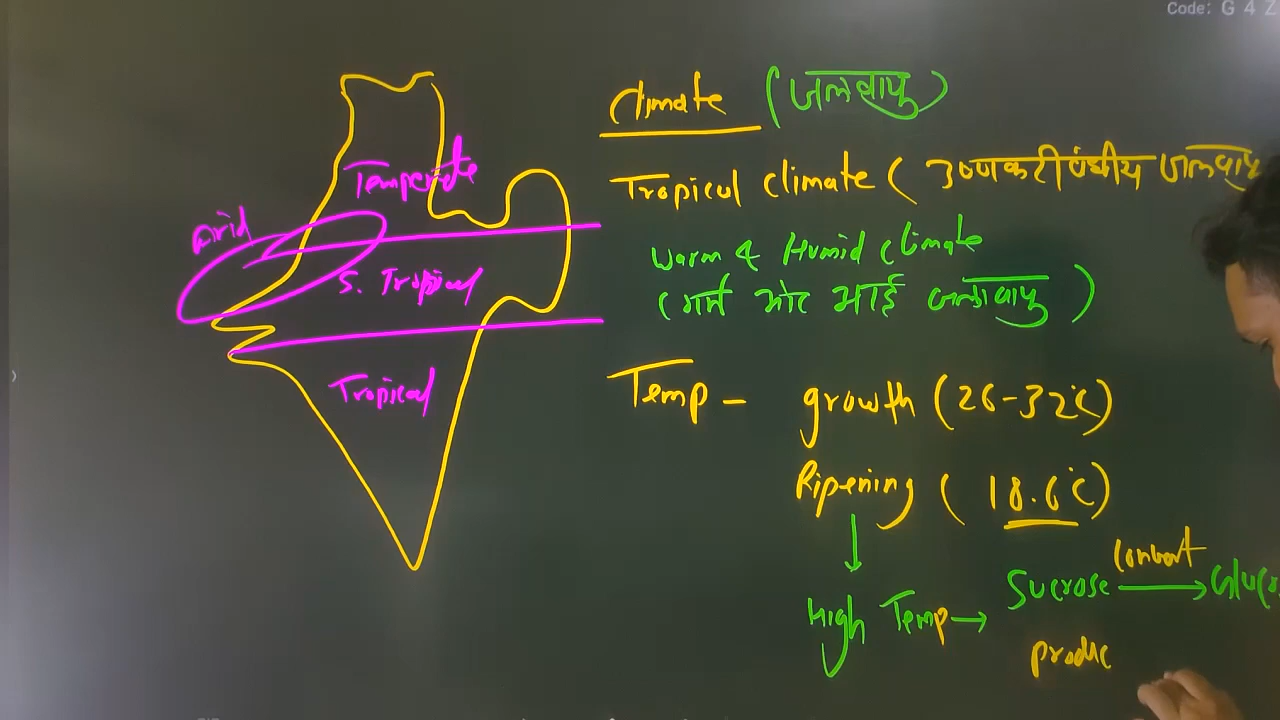 Code: G 4 Z
Climate (जलवायु)
Tropical climate ( उष्णकटीबंधीय जलवायु
Warm & Humid climate
(गर्म और आर्द्र जलवायु )
Temp - growth (26-32°C)
Ripening ( 18.6°C)
High Temp → Sucrose convert → Gluco
produc
Temperate
Arid
S. Tropical
Tropical